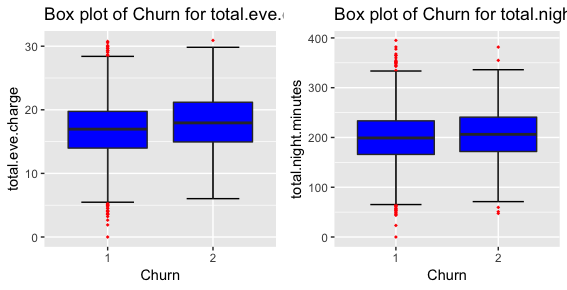 Box plot of Churn for total.eve.
total.eve.charge
30
20
10
0
1 2
Churn
Box plot of Churn for total.nigh
total.night.minutes
400
300
200
100
0
1 2
Churn